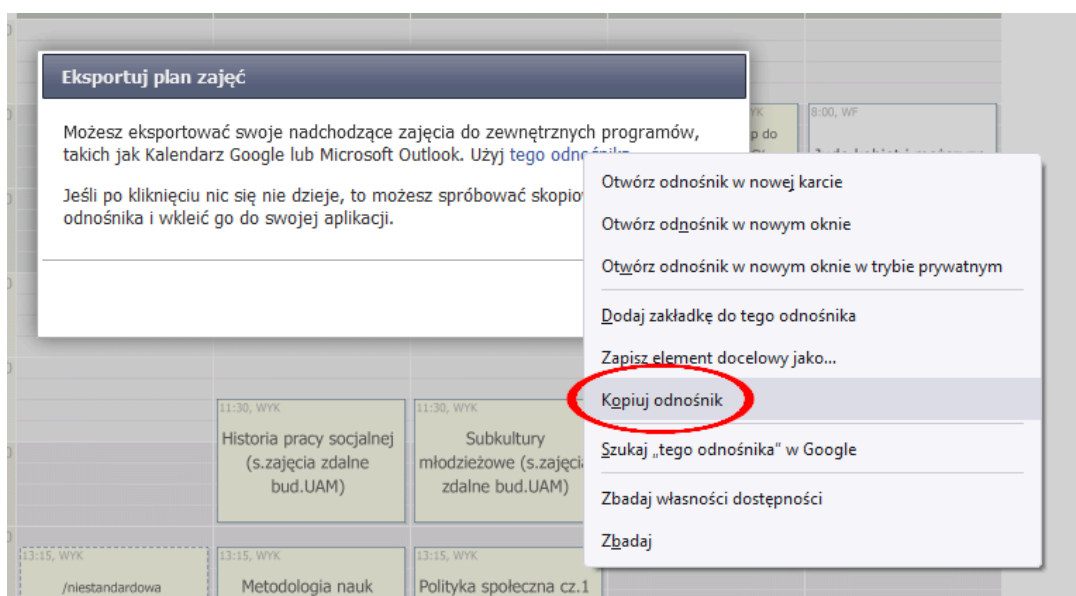 Eksportuj plan zajęć
Możesz eksportować swoje nadchodzące zajęcia do zewnętrznych programów,
takich jak Kalendarz Google lub Microsoft Outlook. Użyj tego odnośnika
Jeśli po kliknięciu nic się nie dzieje, to możesz spróbować
odnośnika i wkleić go do swojej aplikacji.
8:00, WF
Otwórz odnośnik w nowej karcie
Otwórz odnośnik w nowym oknie
Otwórz odnośnik w nowym oknie w trybie prywatnym
Dodaj zakładkę do tego odnośnika
Zapisz element docelowy jako...
Kopiuj odnośnik
Szukaj „tego odnośnika” w Google
Zbadaj własności dostępności
Zbadaj
11:30, WYK
Historia pracy socjalnej
(s.zajęcia zdalne
bud.UAM)
11:30, WYK
Subkultury
młodzieżowe (s.zajęcia
zdalne bud.UAM)
13:15, WYK
/niestandardowa
13:15, WYK
Metodologia nauk
13:15, WYK
Polityka społeczna cz.1